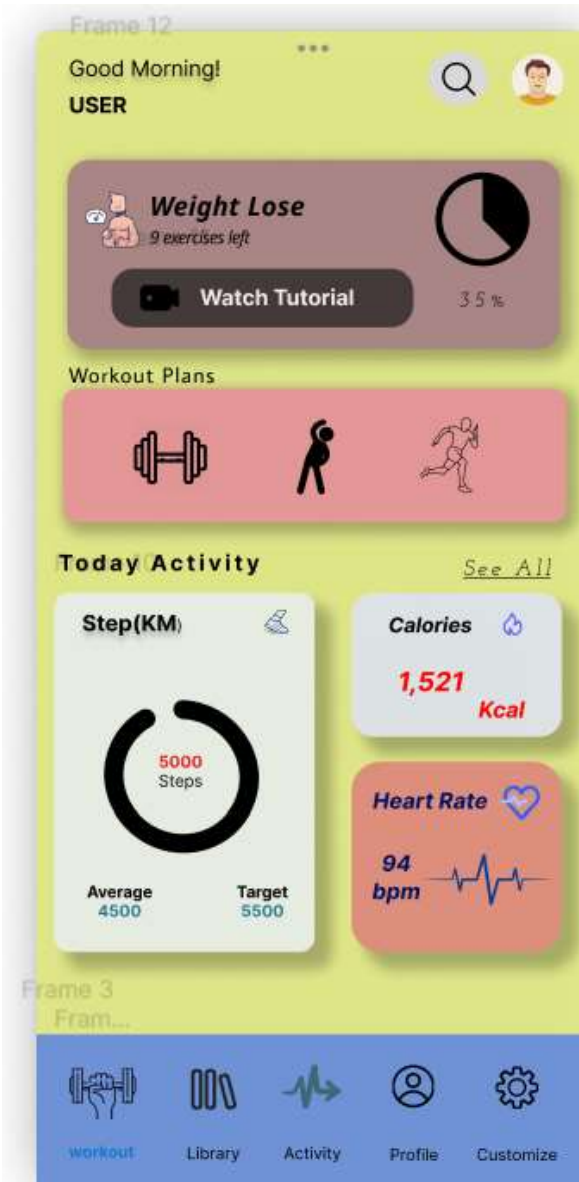 Frame 12
Good Morning!
USER
Weight Lose
9 exercises left
Watch Tutorial
35%
Workout Plans
Today Activity
See All
Step(KM)
5000
Steps
Average
4500
Target
5500
Calories
1,521
Kcal
Heart Rate
94
bpm
Frame 3
Fram...
workout
Library
Activity
Profile
Customize